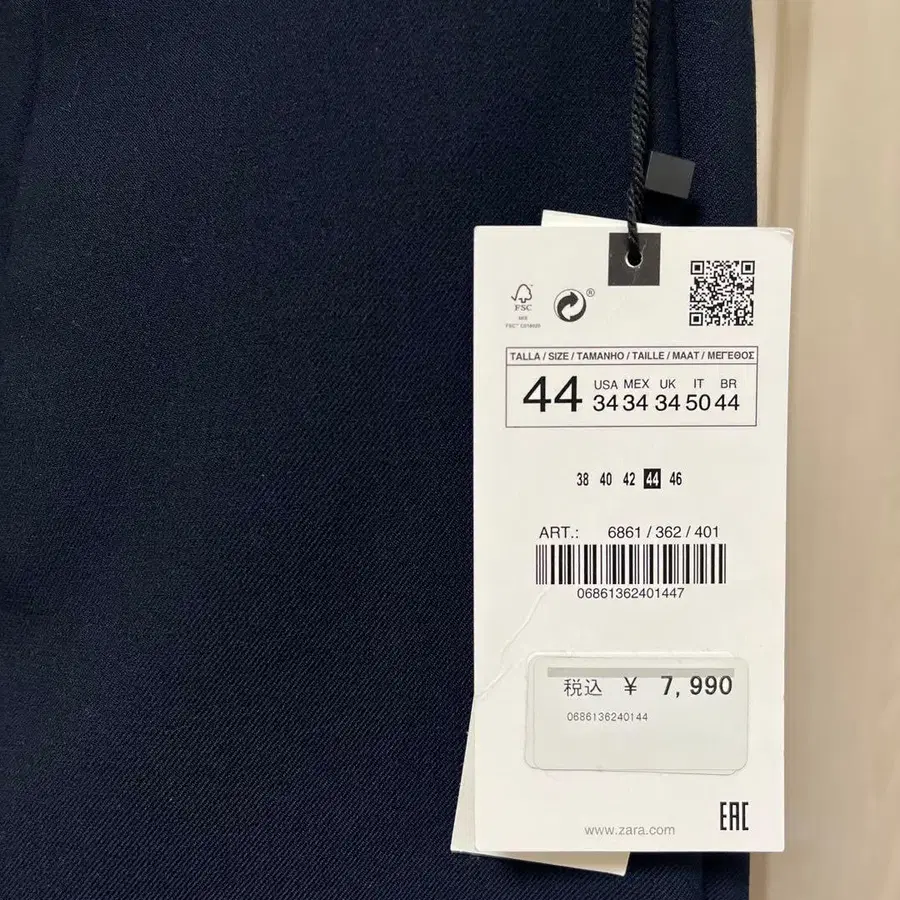 FSC
MIX
®
TALLA / SIZE / TAMANHO / TAILLE / MAAT / ΜΕΓΕΘΟΣ
44
USA MEX UK IT BR
34 34 34 50 44
38 40 42 44 46
ART.: 6861 / 362 / 401
06861362401447
税込 ¥ 7,990
0686136240144
www.zara.com
EAC